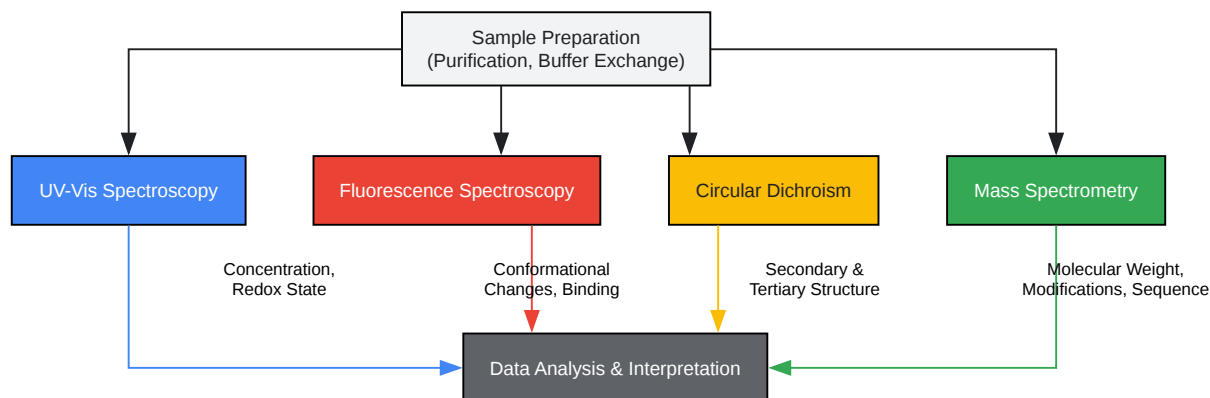 Sample Preparation
(Purification, Buffer Exchange)
UV-Vis Spectroscopy
Fluorescence Spectroscopy
Circular Dichroism
Mass Spectrometry
Concentration,
Redox State
Conformational
Changes, Binding
Secondary &
Tertiary Structure
Molecular Weight,
Modifications, Sequence
Data Analysis & Interpretation